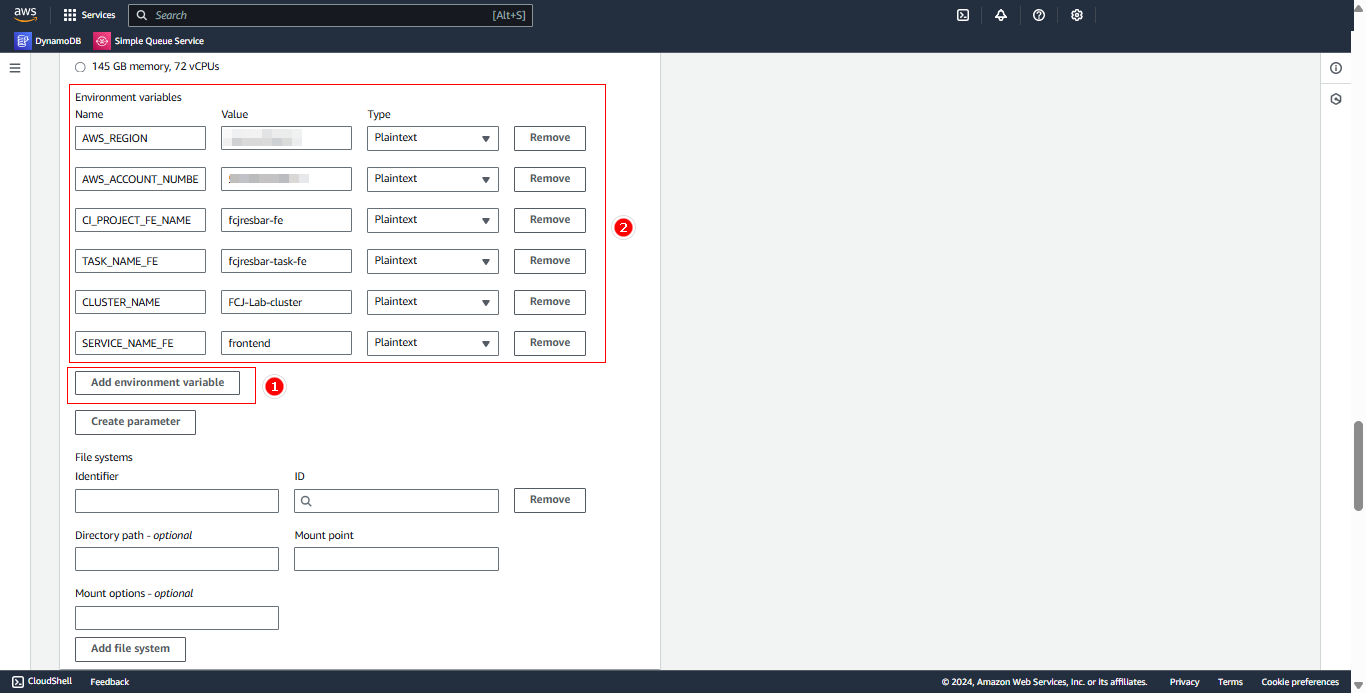 aws Services Search [Alt+S]
DynamoDB Simple Queue Service
145 GB memory, 72 vCPUs
Environment variables
Name Value Type
AWS_REGION Plaintext Remove
AWS_ACCOUNT_NUMBE Plaintext Remove
CI_PROJECT_FE_NAME fcjresbar-fe Plaintext Remove
2
TASK_NAME_FE fcjresbar-task-fe Plaintext Remove
CLUSTER_NAME FCJ-Lab-cluster Plaintext Remove
SERVICE_NAME_FE frontend Plaintext Remove
Add environment variable 1
Create parameter
File systems
Identifier ID
Remove
Directory path - optional Mount point
Mount options - optional
Add file system
CloudShell Feedback © 2024, Amazon Web Services, Inc. or its affiliates. Privacy Terms Cookie preferences